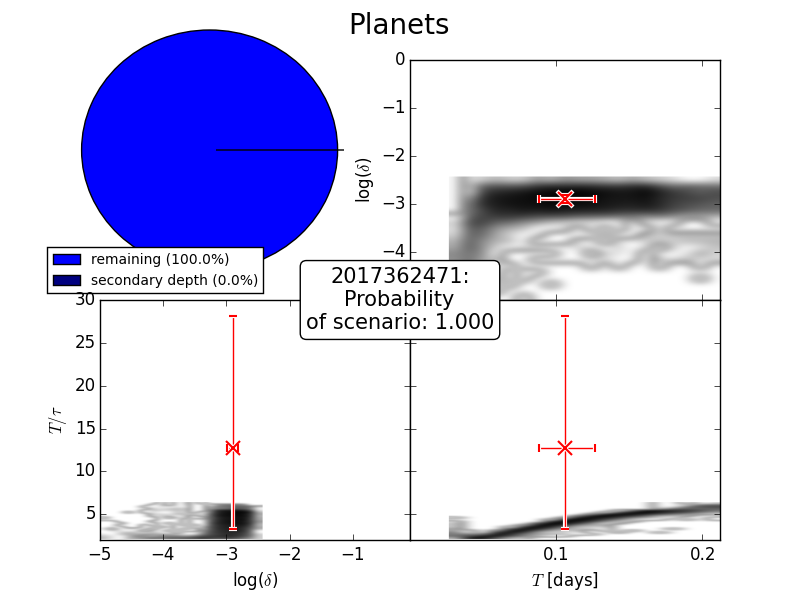 Planets
remaining (100.0%)
secondary depth (0.0%)
0
−1
−2
−3
−4
log(δ)
2017362471:
Probability
of scenario: 1.000
30
25
20
15
10
5
T/τ
−5
−4
−3
−2
−1
log(δ)
0.1
0.2
T [days]